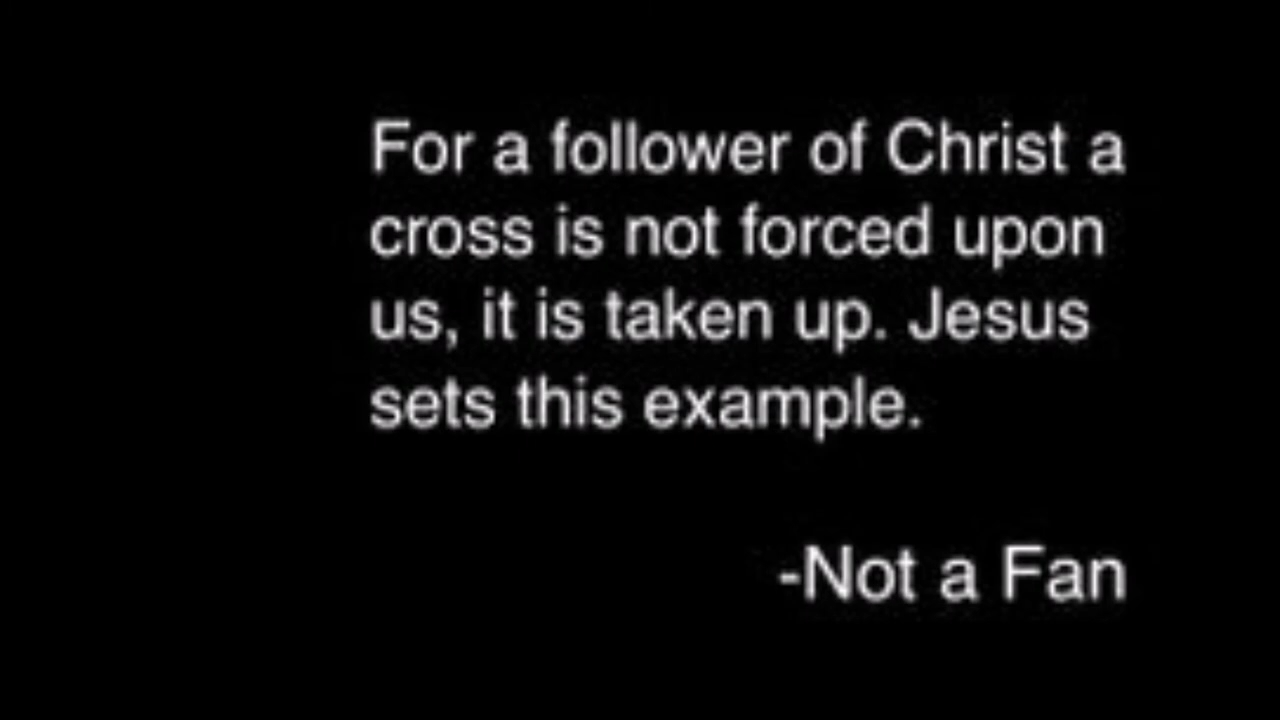 For a follower of Christ a
cross is not forced upon
us, it is taken up. Jesus
sets this example.
-Not a Fan